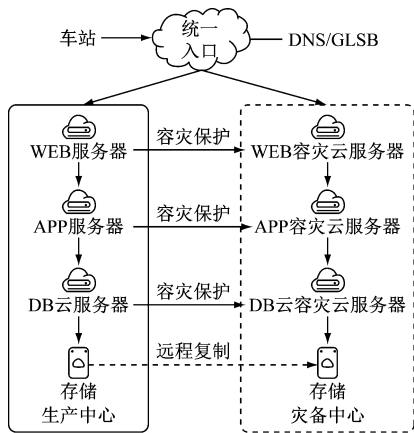 车站
统一
入口
DNS/GLSB
WEB服务器
容灾保护
WEB容灾云服务器
APP服务器
容灾保护
APP容灾云服务器
DB云服务器
容灾保护
DB云容灾云服务器
远程复制
存储
存储
生产中心
灾备中心